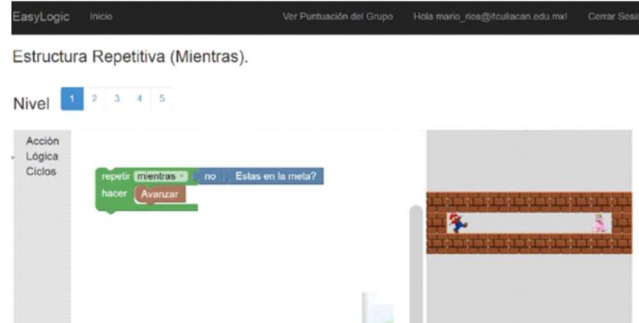 EasyLogic Inicio Ver Puntuación del Grupo Hola mario_rios@itculiacan.edu.mx! Cerrar Sesi
Estructura Repetitiva (Mientras).
Nivel 1 2 3 4 5
Acción
Lógica
Ciclos
repetir mientras no Estas en la meta?
hacer Avanzar